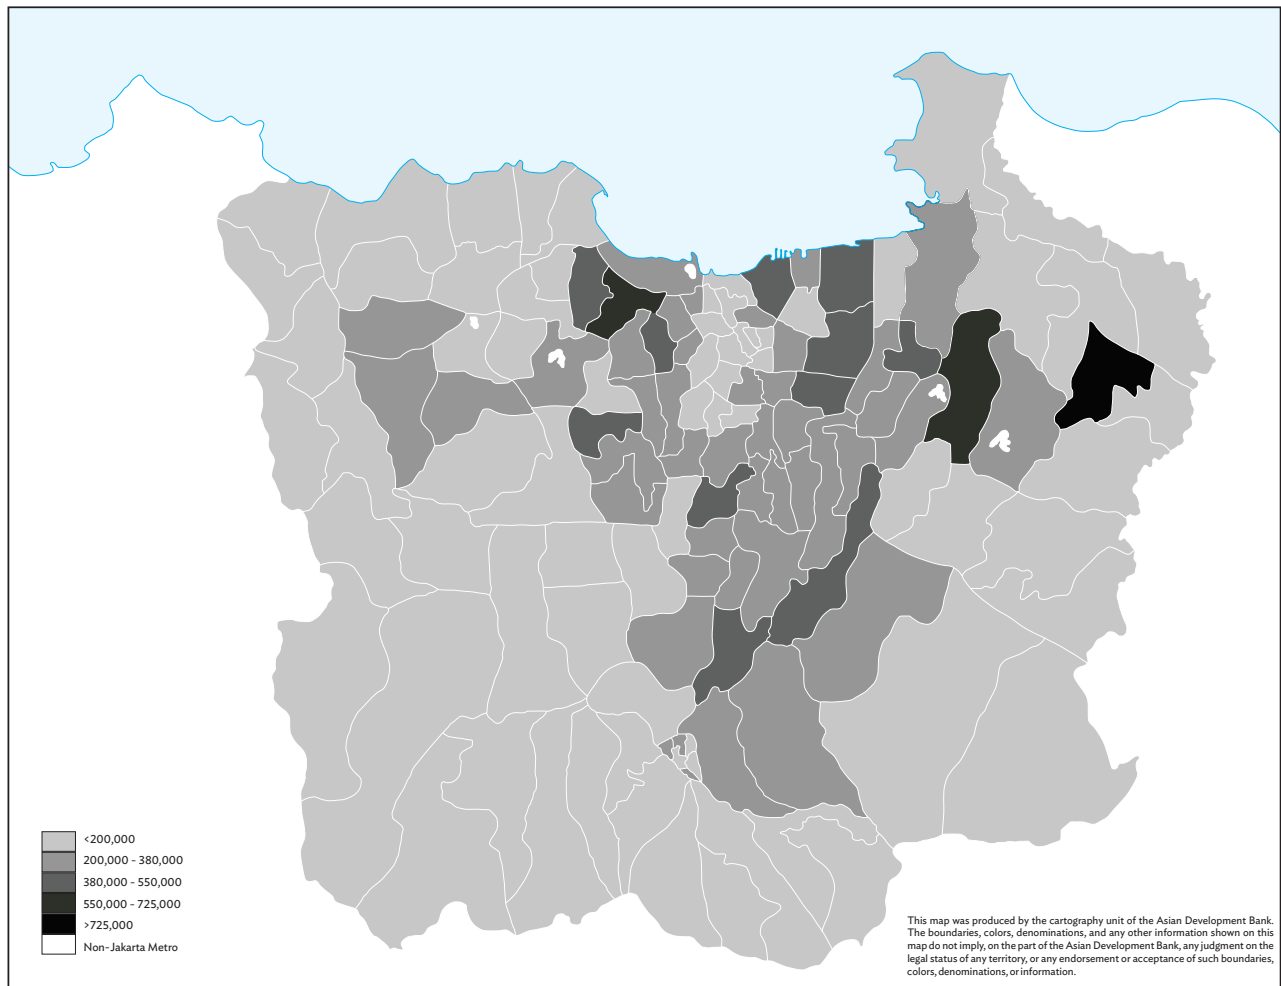 <200,000
200,000 - 380,000
380,000 - 550,000
550,000 - 725,000
>725,000
Non-Jakarta Metro
This map was produced by the cartography unit of the Asian Development Bank.
The boundaries, colors, denominations, and any other information shown on this
map do not imply, on the part of the Asian Development Bank, any judgment on the
legal status of any territory, or any endorsement or acceptance of such boundaries,
colors, denominations, or information.